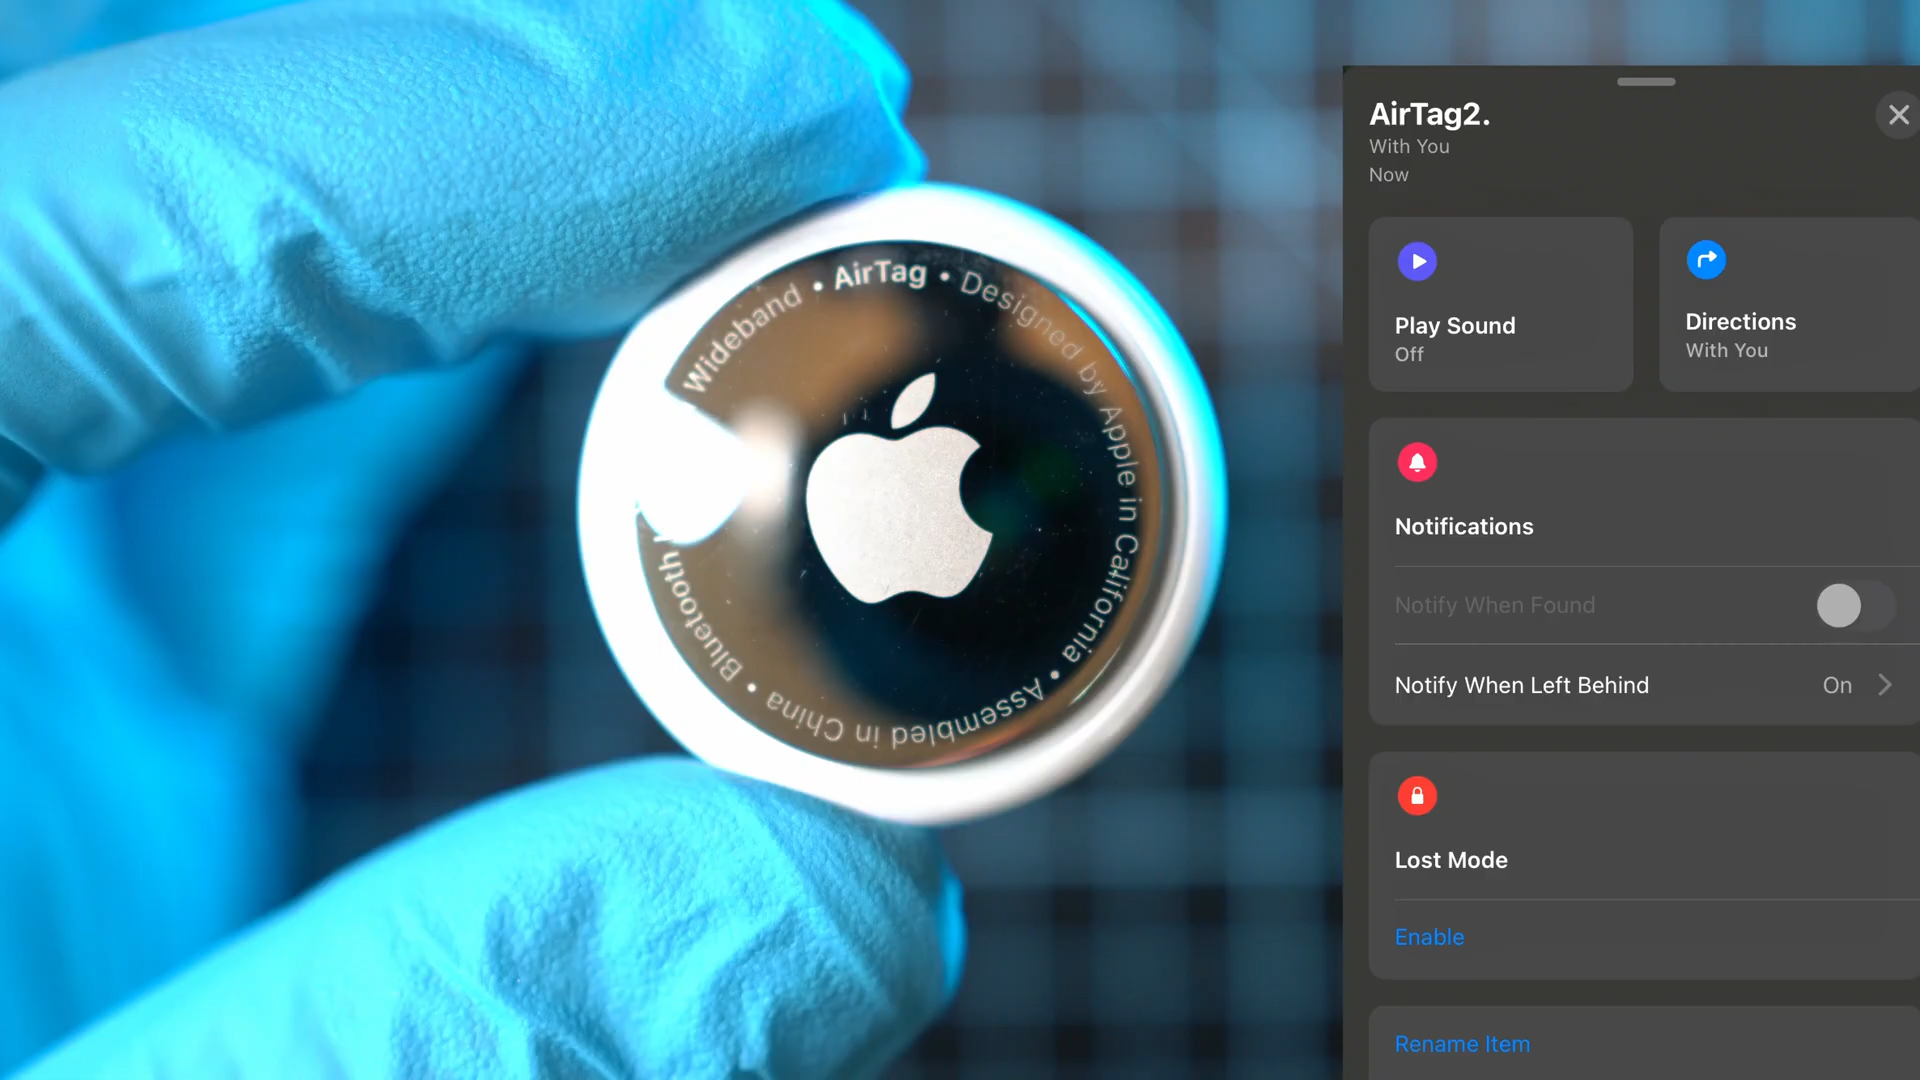 Bluetooth
Wideband • AirTag • Designed by Apple in California • Assembled in China •
AirTag2.
With You
Now
Play Sound
Off
Directions
With You
Notifications
Notify When Found
Notify When Left Behind
On
Lost Mode
Enable
Rename Item